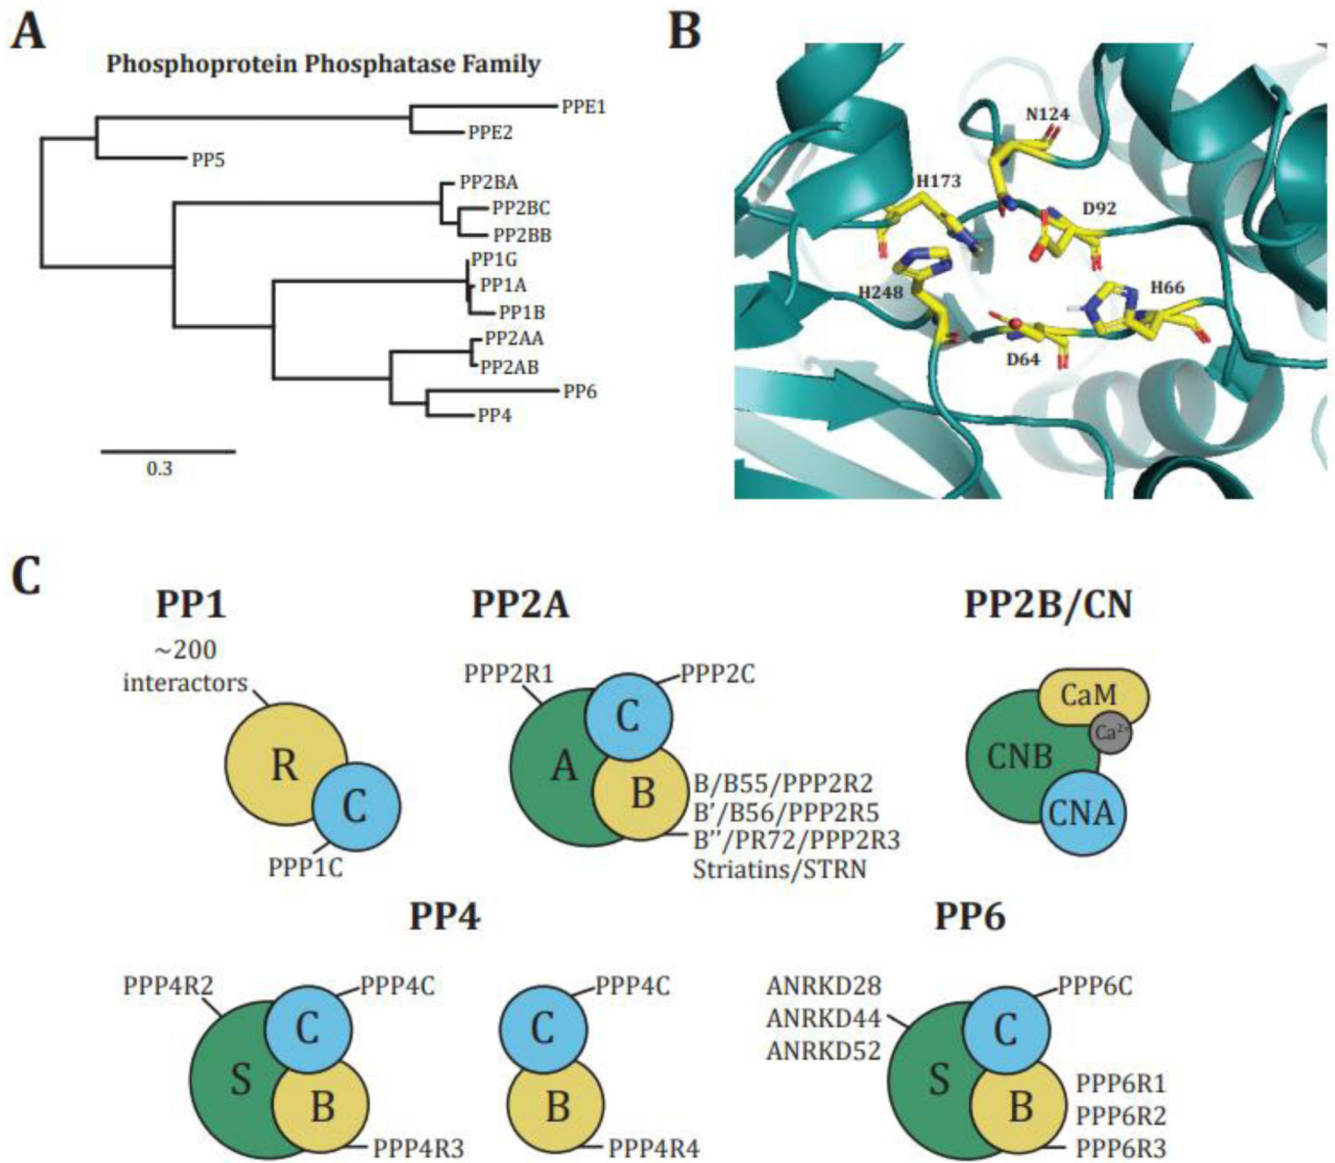 A
Phosphoprotein Phosphatase Family
PPE1
PPE2
PP5
PP2BA
PP2BC
PP2BB
PP1G
PP1A
PP1B
PP2AA
PP2AB
PP6
PP4
0.3
B
N124
H173
D92
H248
H66
D64
C
PP1
~200
interactors
R
C
PPP1C
PP2A
PPP2R1
PPP2C
C
A
B
B/B55/PPP2R2
B'/B56/PPP2R5
B''/PR72/PPP2R3
Striatins/STRN
PP2B/CN
CaM
Ca²⁺
CNB
CNA
PP4
PPP4R2
PPP4C
C
S
B
PPP4R3
PPP4C
C
B
PPP4R4
PP6
ANRKD28
ANRKD44
ANRKD52
PPP6C
C
S
B
PPP6R1
PPP6R2
PPP6R3